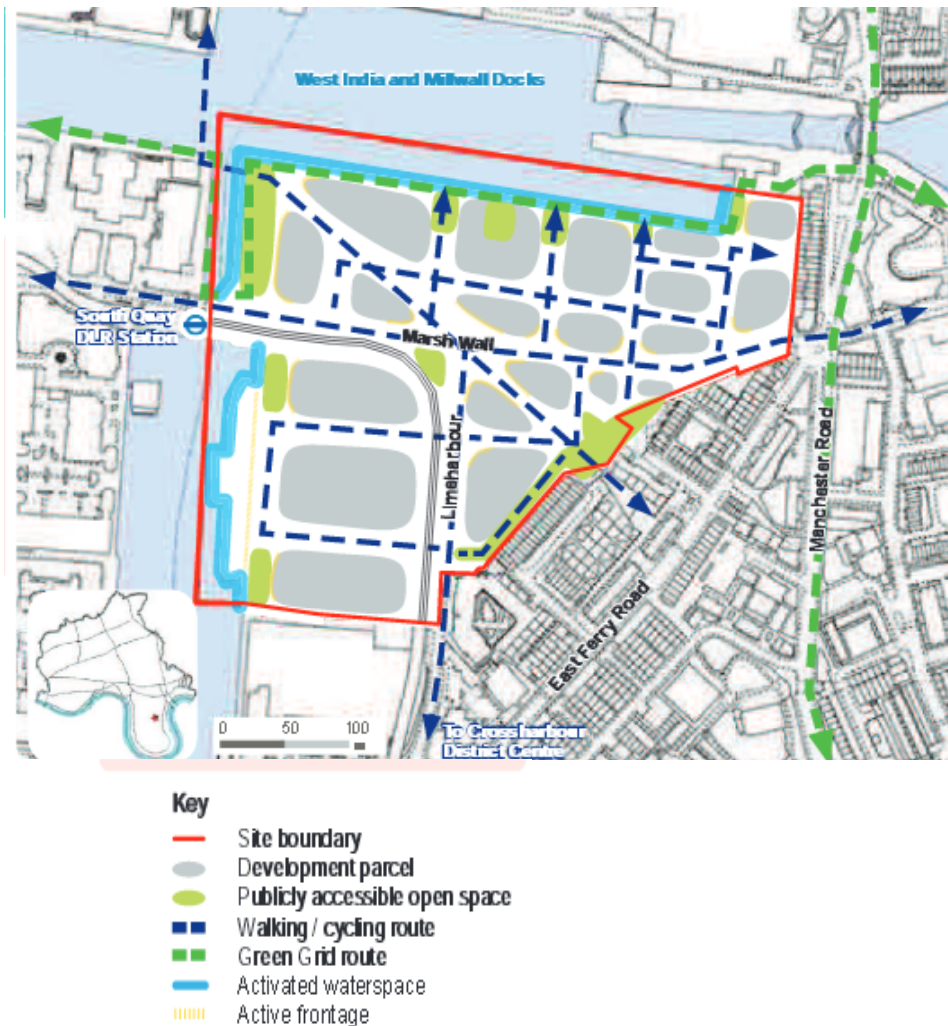 West India and Millwall Docks
South Quay
DLR Station
Marsh Wall
Limeharbour
Manchester Road
East Ferry Road
0 50 100
To Crossharbour
District Centre
Key
Site boundary
Development parcel
Publicly accessible open space
Walking / cycling route
Green Grid route
Activated waterspace
Active frontage